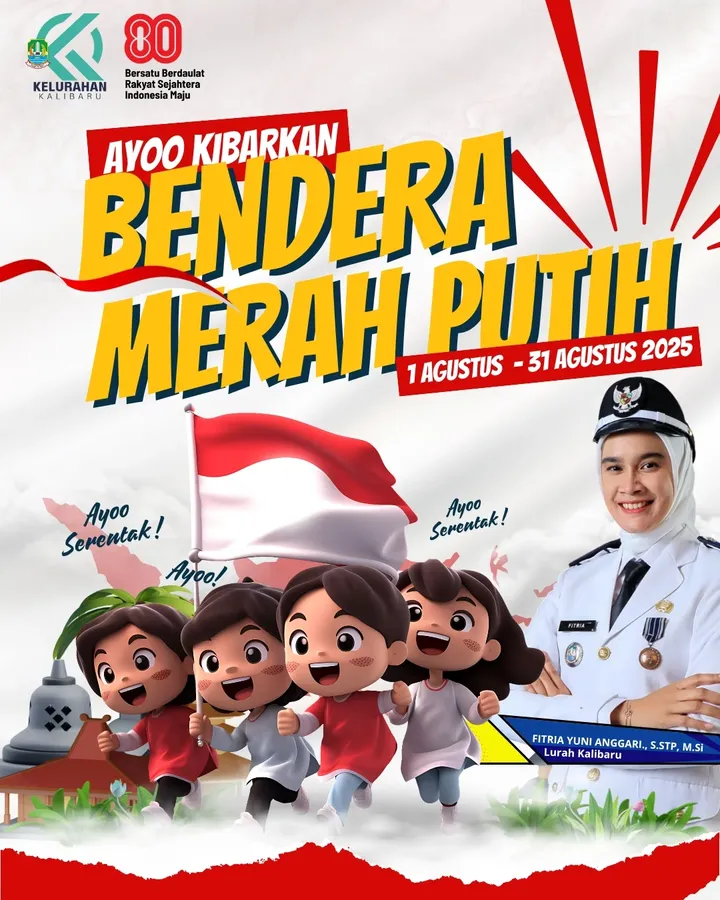 KELURAHAN
KALIBARU
80
Bersatu Berdaulat
Rakyat Sejahtera
Indonesia Maju
AYOO KIBARKAN
BENDERA
MERAH PUTIH
1 AGUSTUS - 31 AGUSTUS 2025
Ayoo
Serentak!
Ayoo!
Ayoo
Serentak!
FITRIA
FITRIA YUNI ANGGARI., S.STP, M.Si
Lurah Kalibaru